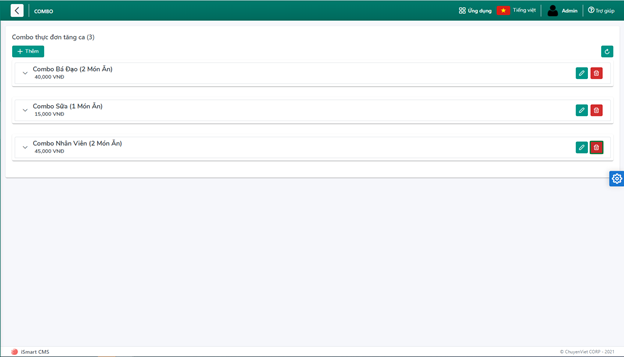 COMBO
Ứng dụng
Tiếng việt
Admin
Trợ giúp
Combo thực đơn tăng ca (3)
+ Thêm
Combo Bá Đạo (2 Món Ăn)
40,000 VNĐ
Combo Sữa (1 Món Ăn)
15,000 VNĐ
Combo Nhân Viên (2 Món Ăn)
45,000 VNĐ
iSmart CMS
© ChuyenViet CORP - 2021